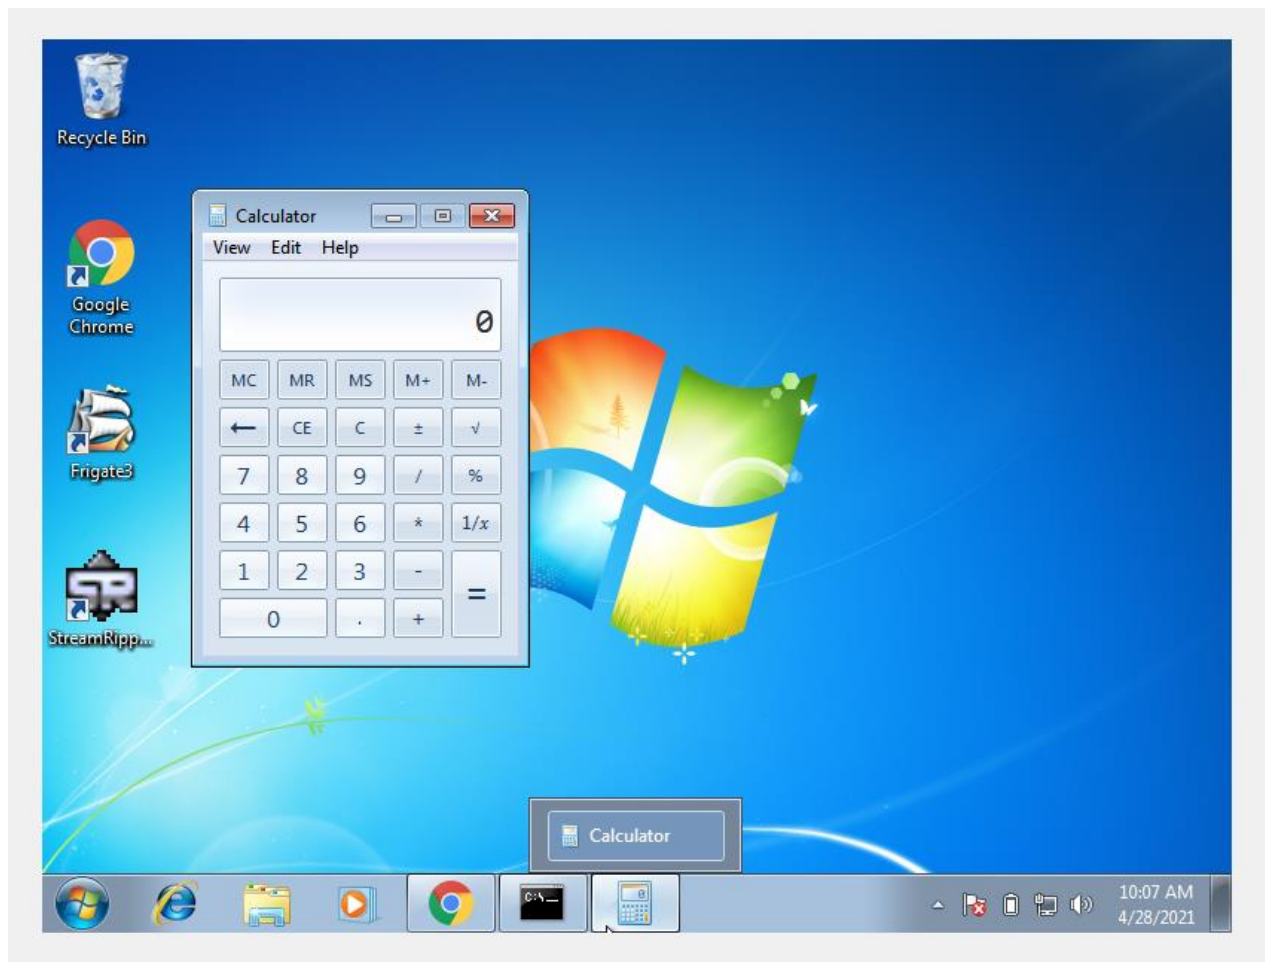 Recycle Bin
Google
Chrome
Frigate3
StreamRipp...
Calculator
View Edit Help
0
MC MR MS M+ M-
← CE C ± √
7 8 9 / %
4 5 6 * 1/x
1 2 3 - =
0 . +
Calculator
C:\_
10:07 AM
4/28/2021